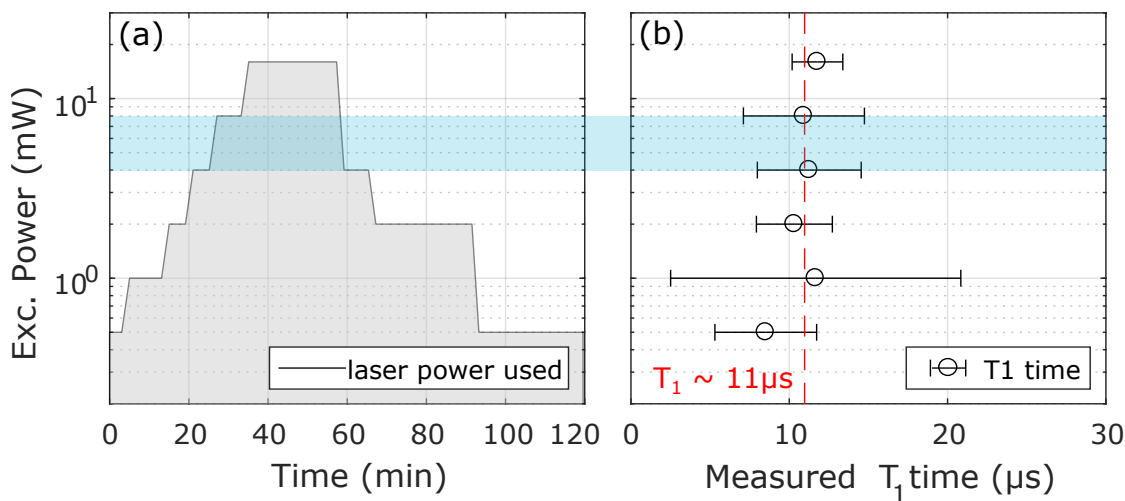 (a)
(b)
Exc. Power (mW)
10¹
10⁰
laser power used
0 20 40 60 80 100 120
Time (min)
T₁ ~ 11µs
T1 time
0 10 20 30
Measured T₁ time (µs)